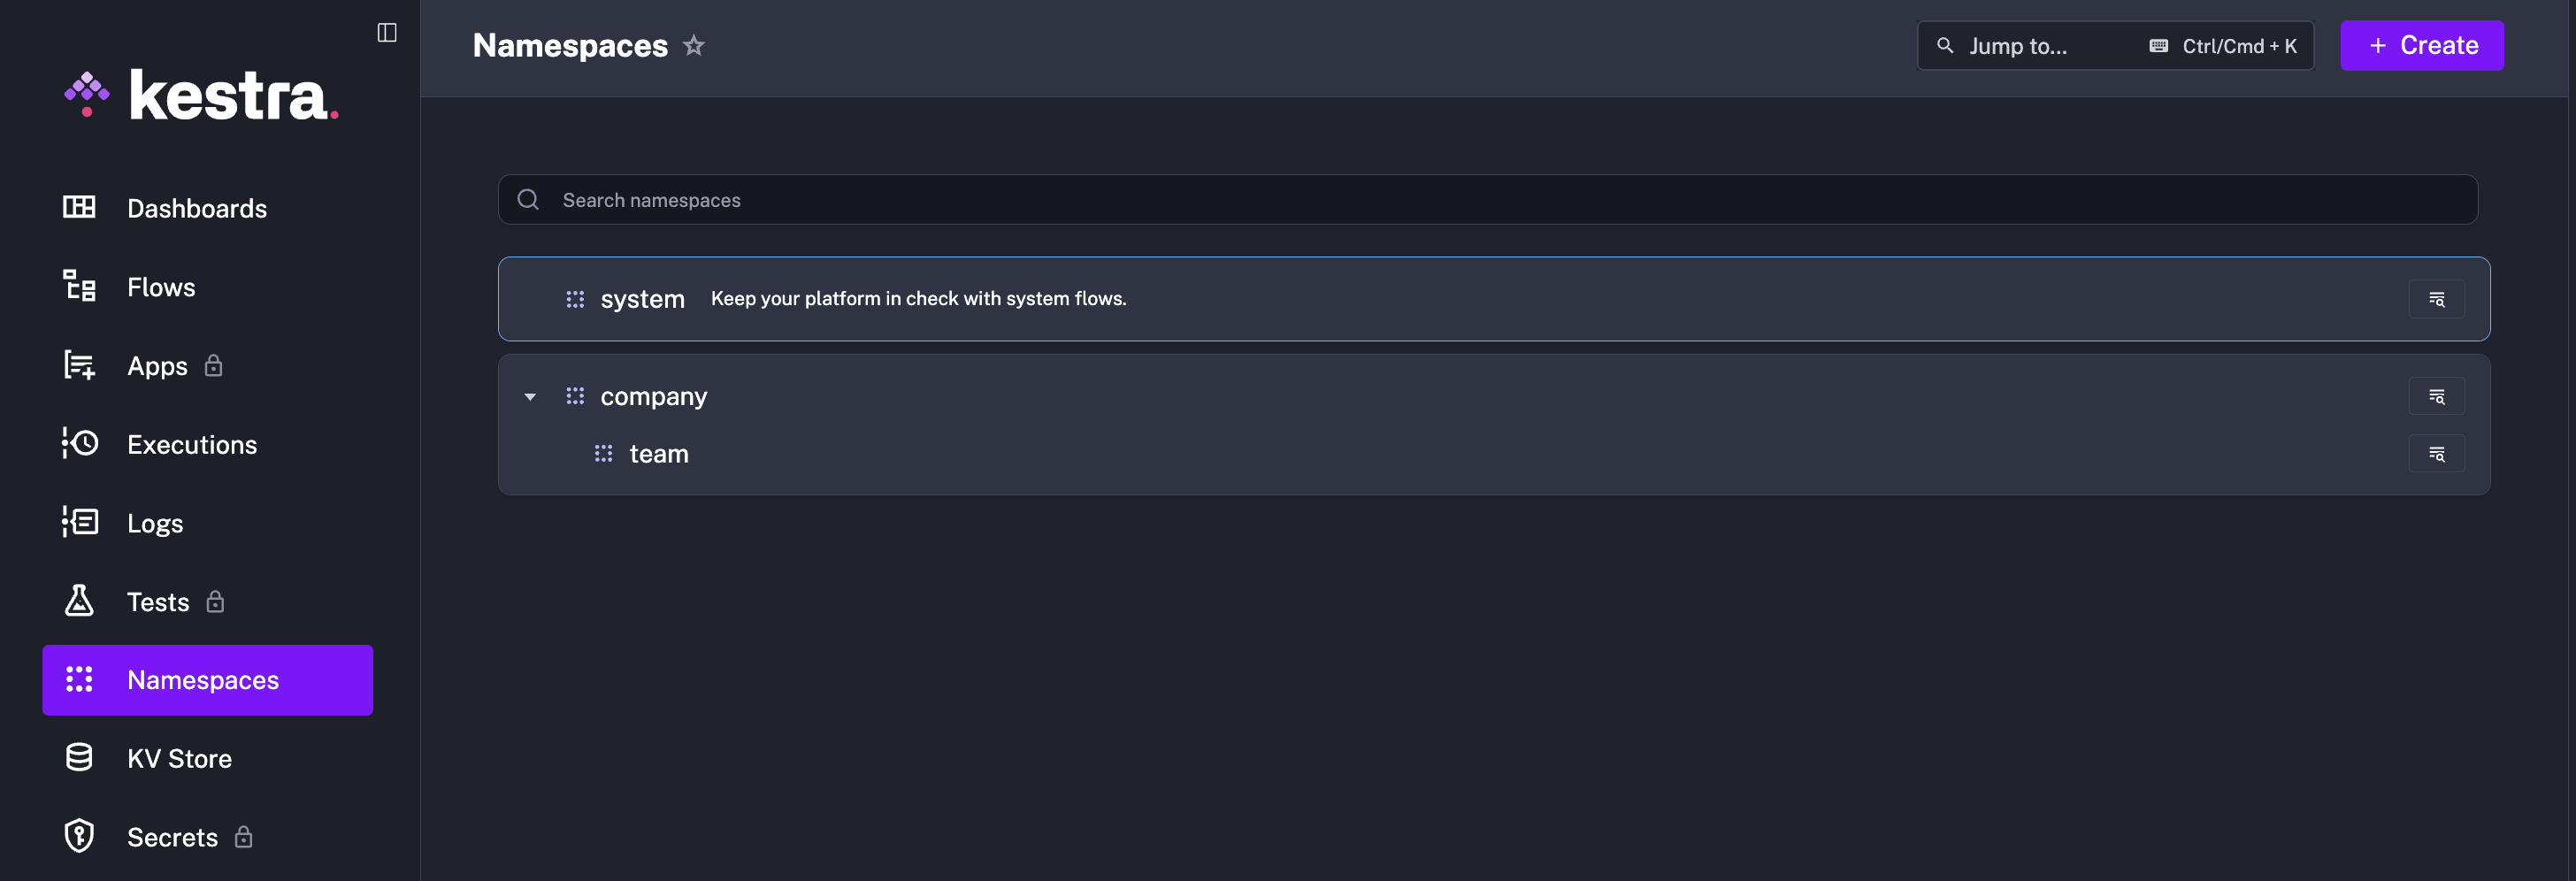 kestra.
Dashboards
Flows
Apps
Executions
Logs
Tests
Namespaces
KV Store
Secrets
Namespaces
Jump to...
Ctrl/Cmd + K
+ Create
Search namespaces
system Keep your platform in check with system flows.
company
team